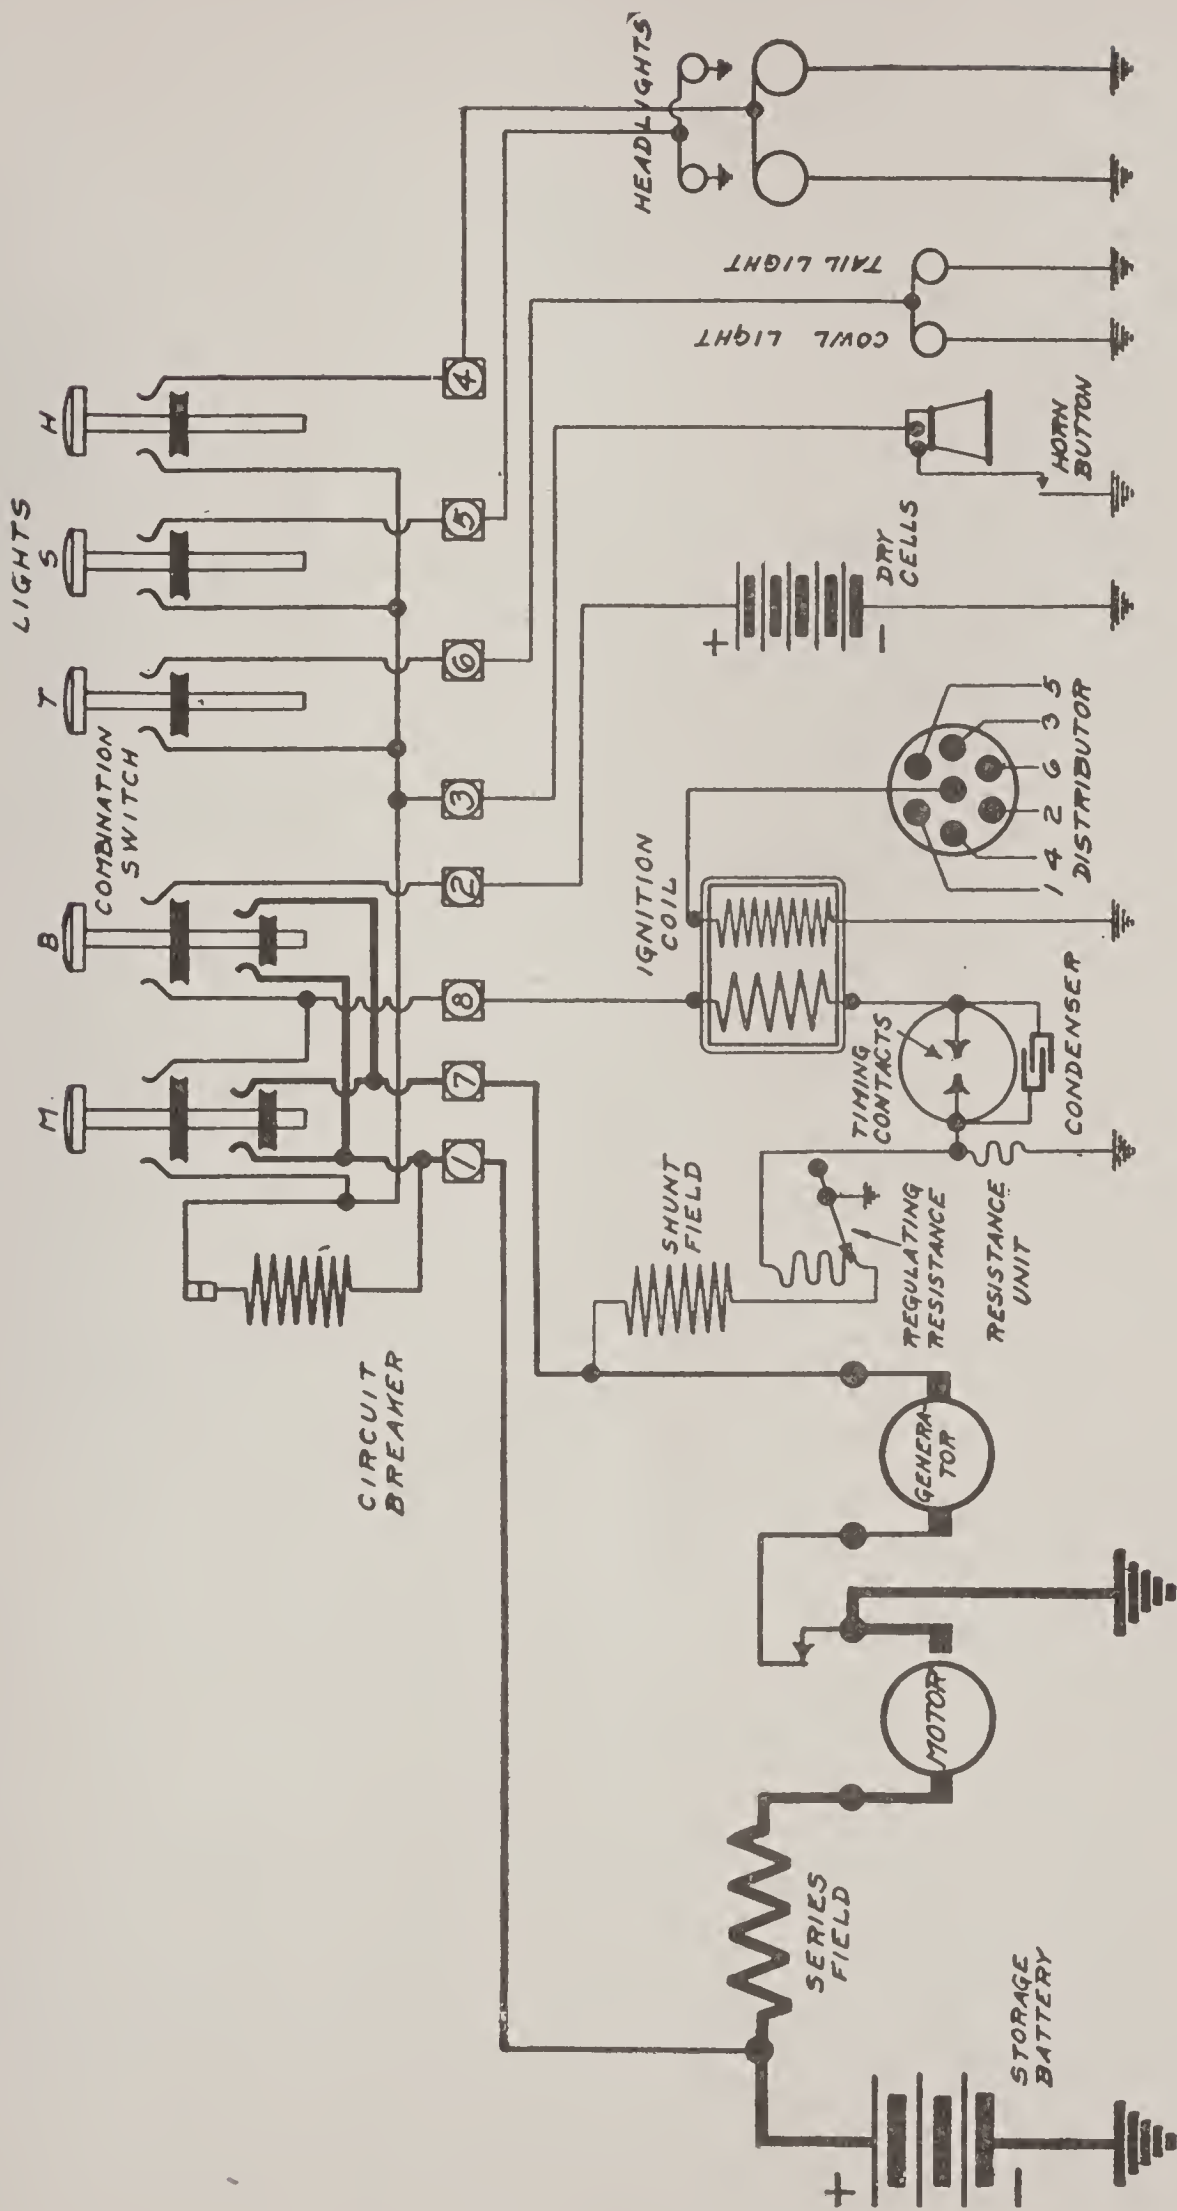 LIGHTS
H
S
T
COMBINATION
SWITCH
B
M
4
5
6
3
2
8
7
1
CIRCUIT
BREAKER
HEADLIGHTS
TAIL LIGHT
COWL LIGHT
HORN
BUTTON
+
DRY
CELLS
-
IGNITION
COIL
1 4 2 6 3 5
DISTRIBUTOR
TIMING
CONTACTS
CONDENSER
SHUNT
FIELD
REGULATING
RESISTANCE
RESISTANCE
UNIT
GENERA-
TOR
MOTOR
SERIES
FIELD
+
STORAGE
BATTERY
-